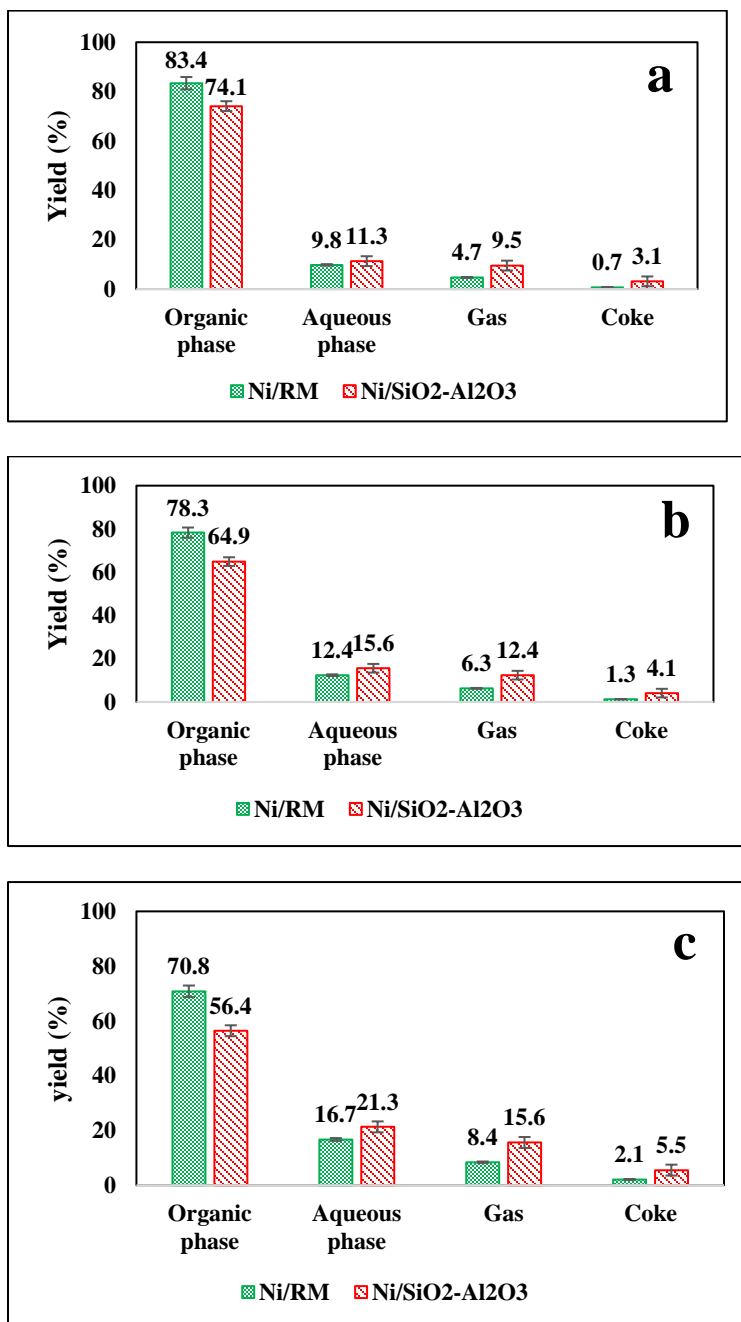 a
Yield (%)
100
80
60
40
20
0
83.4
74.1
9.8
11.3
4.7
9.5
0.7
3.1
Organic phase
Aqueous phase
Gas
Coke
Ni/RM
Ni/SiO2-Al2O3
b
Yield (%)
100
80
60
40
20
0
78.3
64.9
12.4
15.6
6.3
12.4
1.3
4.1
Organic phase
Aqueous phase
Gas
Coke
Ni/RM
Ni/SiO2-Al2O3
c
yield (%)
100
80
60
40
20
0
70.8
56.4
16.7
21.3
8.4
15.6
2.1
5.5
Organic phase
Aqueous phase
Gas
Coke
Ni/RM
Ni/SiO2-Al2O3